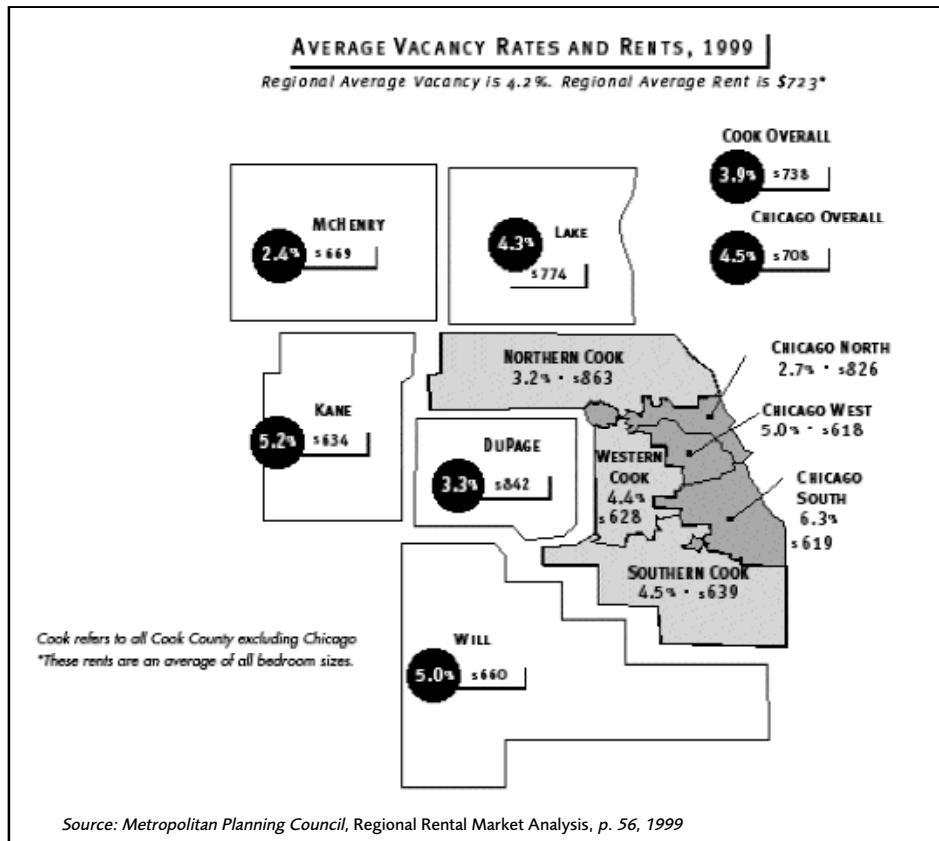 AVERAGE VACANCY RATES AND RENTS, 1999
Regional Average Vacancy is 4.2%. Regional Average Rent is $723*
COOK OVERALL
3.9% $738
CHICAGO OVERALL
4.5% $708
MCHENRY
2.4% $669
LAKE
4.3%
$774
NORTHERN COOK
3.2% · $863
CHICAGO NORTH
2.7% · $826
CHICAGO WEST
5.0% · $618
KANE
5.2% $634
DUPAGE
3.3% $842
WESTERN
COOK
4.4%
$628
CHICAGO
SOUTH
6.3%
$619
SOUTHERN COOK
4.5% · $639
WILL
5.0% $660
Cook refers to all Cook County excluding Chicago
*These rents are an average of all bedroom sizes.
Source: Metropolitan Planning Council, Regional Rental Market Analysis, p. 56, 1999